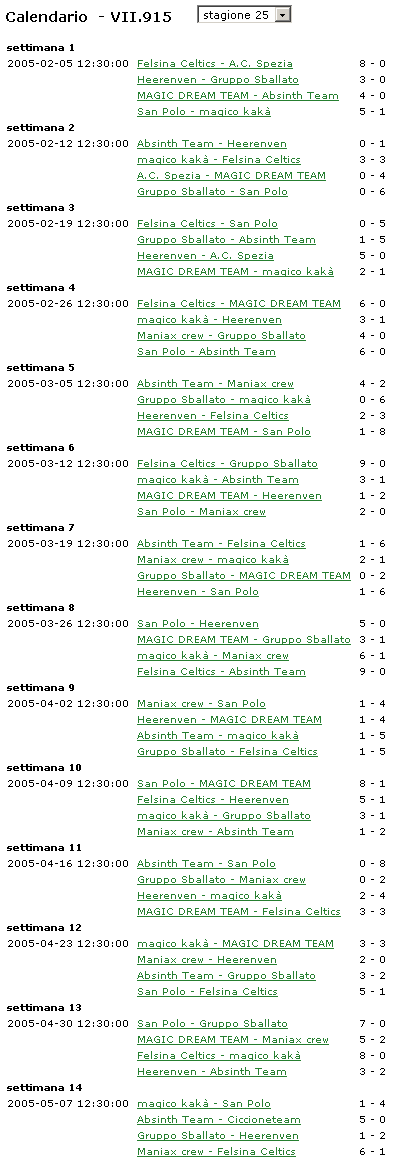 Calendario - VII.915 stagione 25
settimana 1
2005-02-05 12:30:00 Felsina Celtics - A.C. Spezia 8 - 0
Heerenven - Gruppo Sballato 3 - 0
MAGIC DREAM TEAM - Absinth Team 4 - 0
San Polo - magico kakà 5 - 1
settimana 2
2005-02-12 12:30:00 Absinth Team - Heerenven 0 - 1
magico kakà - Felsina Celtics 3 - 3
A.C. Spezia - MAGIC DREAM TEAM 0 - 4
Gruppo Sballato - San Polo 0 - 6
settimana 3
2005-02-19 12:30:00 Felsina Celtics - San Polo 0 - 5
Gruppo Sballato - Absinth Team 1 - 5
Heerenven - A.C. Spezia 5 - 0
MAGIC DREAM TEAM - magico kakà 2 - 1
settimana 4
2005-02-26 12:30:00 Felsina Celtics - MAGIC DREAM TEAM 6 - 0
magico kakà - Heerenven 3 - 1
Maniax crew - Gruppo Sballato 4 - 0
San Polo - Absinth Team 6 - 0
settimana 5
2005-03-05 12:30:00 Absinth Team - Maniax crew 4 - 2
Gruppo Sballato - magico kakà 0 - 6
Heerenven - Felsina Celtics 2 - 3
MAGIC DREAM TEAM - San Polo 1 - 8
settimana 6
2005-03-12 12:30:00 Felsina Celtics - Gruppo Sballato 9 - 0
magico kakà - Absinth Team 3 - 1
MAGIC DREAM TEAM - Heerenven 1 - 2
San Polo - Maniax crew 2 - 0
settimana 7
2005-03-19 12:30:00 Absinth Team - Felsina Celtics 1 - 6
Maniax crew - magico kakà 2 - 1
Gruppo Sballato - MAGIC DREAM TEAM 0 - 2
Heerenven - San Polo 1 - 6
settimana 8
2005-03-26 12:30:00 San Polo - Heerenven 5 - 0
MAGIC DREAM TEAM - Gruppo Sballato 3 - 1
magico kakà - Maniax crew 6 - 1
Felsina Celtics - Absinth Team 9 - 0
settimana 9
2005-04-02 12:30:00 Maniax crew - San Polo 1 - 4
Heerenven - MAGIC DREAM TEAM 1 - 4
Absinth Team - magico kakà 1 - 5
Gruppo Sballato - Felsina Celtics 1 - 5
settimana 10
2005-04-09 12:30:00 San Polo - MAGIC DREAM TEAM 8 - 1
Felsina Celtics - Heerenven 5 - 1
magico kakà - Gruppo Sballato 3 - 1
Maniax crew - Absinth Team 1 - 2
settimana 11
2005-04-16 12:30:00 Absinth Team - San Polo 0 - 8
Gruppo Sballato - Maniax crew 0 - 2
Heerenven - magico kakà 2 - 4
MAGIC DREAM TEAM - Felsina Celtics 3 - 3
settimana 12
2005-04-23 12:30:00 magico kakà - MAGIC DREAM TEAM 3 - 3
Maniax crew - Heerenven 2 - 0
Absinth Team - Gruppo Sballato 3 - 2
San Polo - Felsina Celtics 5 - 1
settimana 13
2005-04-30 12:30:00 San Polo - Gruppo Sballato 7 - 0
MAGIC DREAM TEAM - Maniax crew 5 - 2
Felsina Celtics - magico kakà 8 - 0
Heerenven - Absinth Team 3 - 2
settimana 14
2005-05-07 12:30:00 magico kakà - San Polo 1 - 4
Absinth Team - Ciccioneteam 5 - 0
Gruppo Sballato - Heerenven 1 - 2
Maniax crew - Felsina Celtics 6 - 1